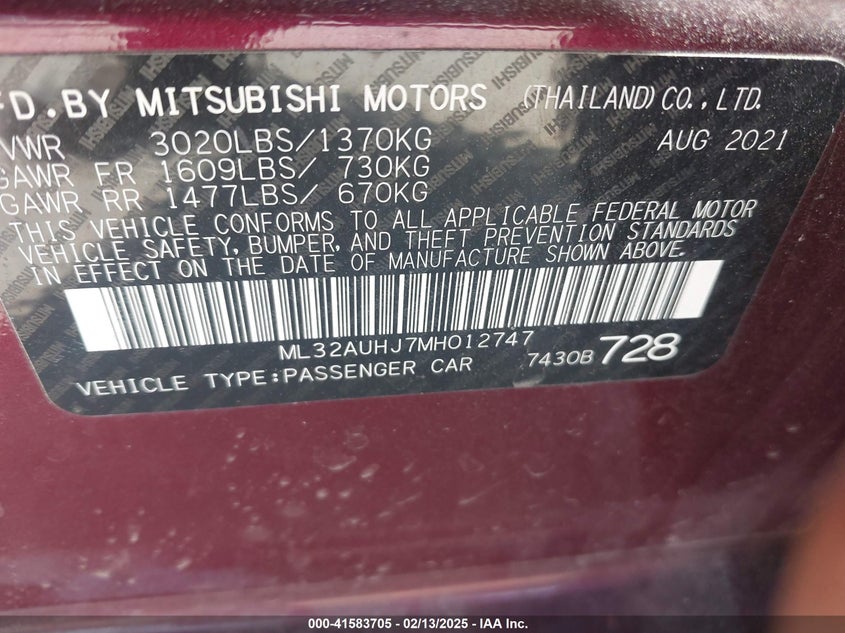 FD.BY MITSUBISHI MOTORS (THAILAND) CO., LTD.
VWR 3020LBS/1370KG AUG 2021
GAWR FR 1609LBS/ 730KG
GAWR RR 1477LBS/ 670KG
THIS VEHICLE CONFORMS TO ALL APPLICABLE FEDERAL MOTOR
VEHICLE SAFETY, BUMPER, AND THEFT PREVENTION STANDARDS
IN EFFECT ON THE DATE OF MANUFACTURE SHOWN ABOVE.
ML32AUHJ7MH012747
7430B 728
VEHICLE TYPE:PASSENGER CAR
000-41583705 - 02/13/2025 - IAA Inc.